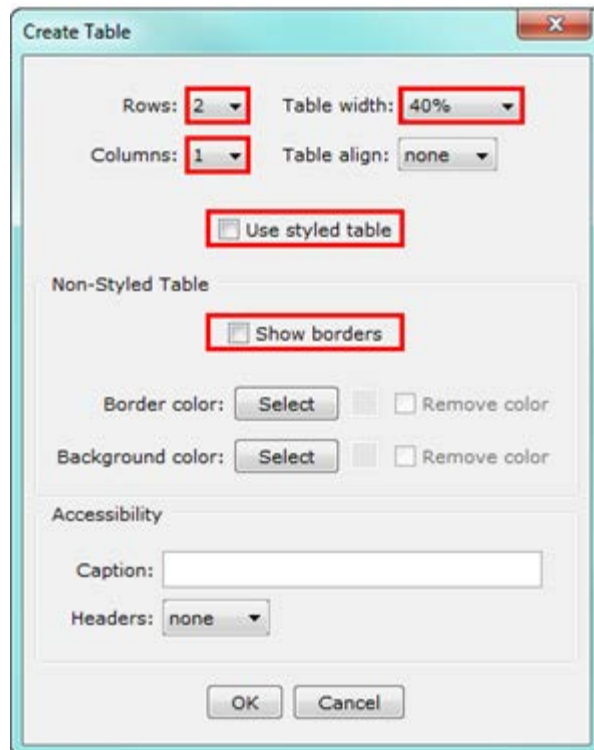 Create Table
Rows: 2 Table width: 40%
Columns: 1 Table align: none
Use styled table
Non-Styled Table
Show borders
Border color: Select Remove color
Background color: Select Remove color
Accessibility
Caption:
Headers: none
OK Cancel